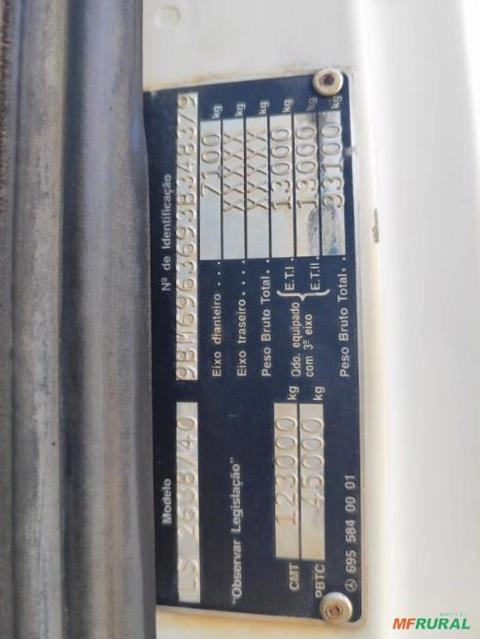 Modelo
LS 2638/40
Nº de Identificação
9BM6963693B348379
"Observar Legislação"
CMT 123000 kg
PBTC 45000 kg
695 584 00 01
Eixo dianteiro .... 7100 kg
Eixo traseiro .... XXXXX kg
Peso Bruto Total.. XXXXX kg
Qdo. equipado com 3º eixo
E.T.I .. 13000 kg
E.T.II. 13000 kg
Peso Bruto Total.. 33100 kg
MFRURAL